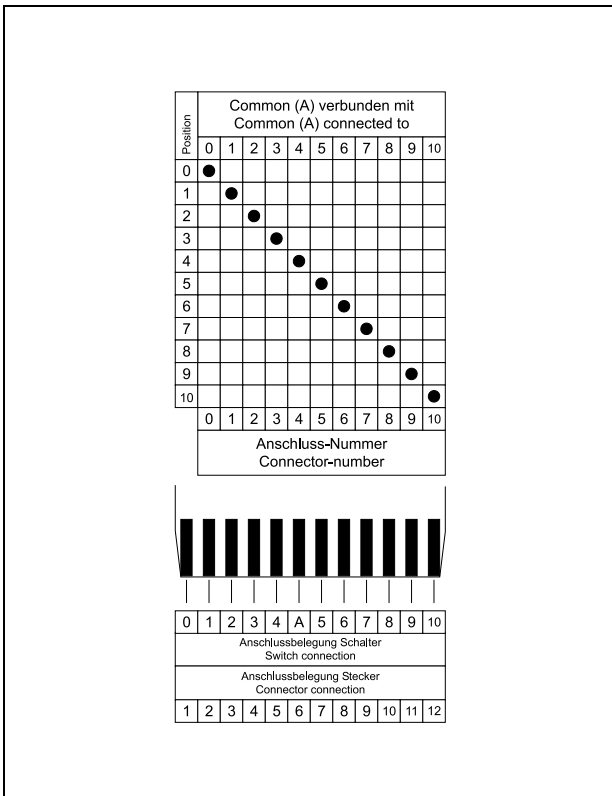 Position
Common (A) verbunden mit
Common (A) connected to
0 1 2 3 4 5 6 7 8 9 10
0
1
2
3
4
5
6
7
8
9
10
0 1 2 3 4 5 6 7 8 9 10
Anschluss-Nummer
Connector-number
0 1 2 3 4 A 5 6 7 8 9 10
Anschlussbelegung Schalter
Switch connection
Anschlussbelegung Stecker
Connector connection
1 2 3 4 5 6 7 8 9 10 11 12